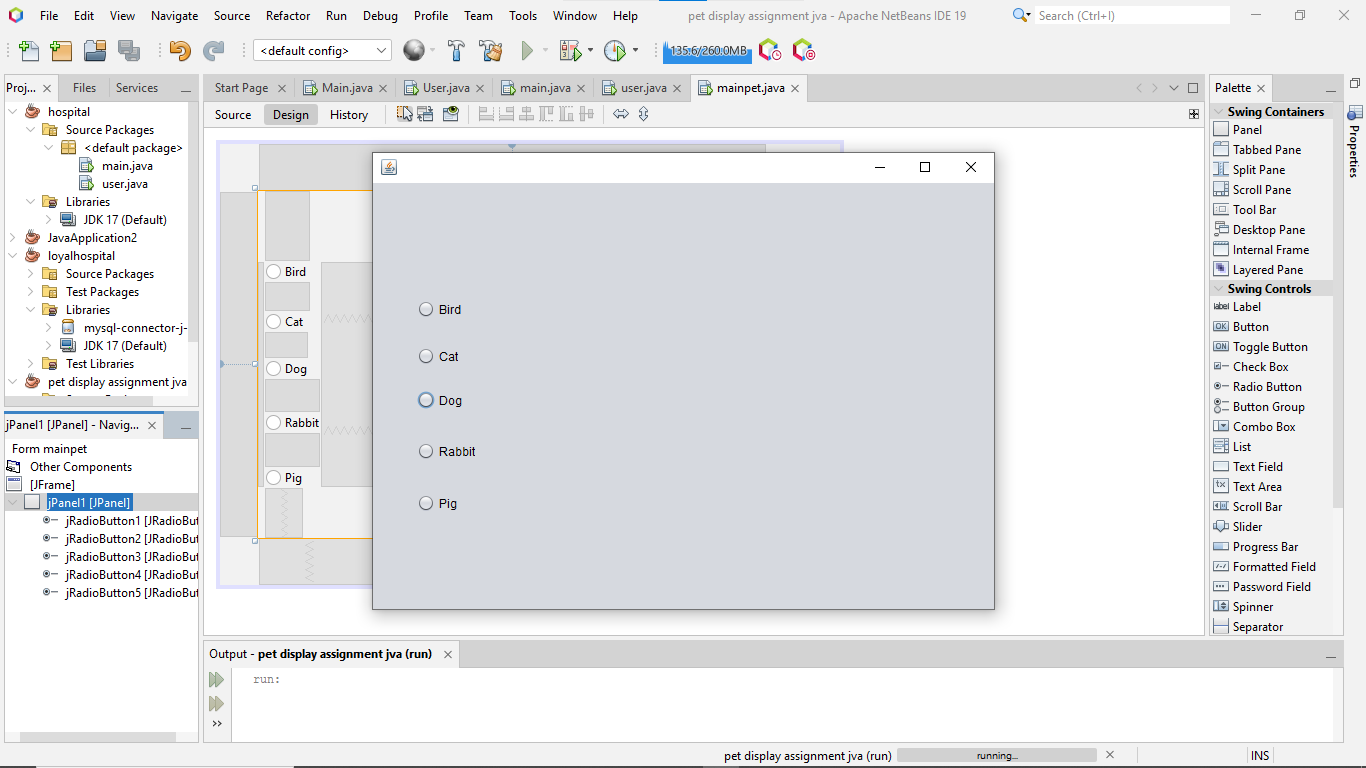 File Edit View Navigate Source Refactor Run Debug Profile Team Tools Window Help pet display assignment jva - Apache NetBeans IDE 19 Search (Ctrl+I)
<default config> 135.6/260.0MB
Proj... Files Services
hospital
Source Packages
<default package>
main.java
user.java
Libraries
JDK 17 (Default)
JavaApplication2
loyalhospital
Source Packages
Test Packages
Libraries
mysql-connector-j-
JDK 17 (Default)
Test Libraries
pet display assignment jva
jPanel1 [JPanel] - Navig...
Form mainpet
Other Components
[JFrame]
jPanel1 [JPanel]
jRadioButton1 [JRadioBut
jRadioButton2 [JRadioBut
jRadioButton3 [JRadioBut
jRadioButton4 [JRadioBut
jRadioButton5 [JRadioBut
Start Page Main.java User.java main.java user.java mainpet.java
Source Design History
Bird
Cat
Dog
Rabbit
Pig
Bird
Cat
Dog
Rabbit
Pig
Output - pet display assignment jva (run)
run:
Palette
Swing Containers
Panel
Tabbed Pane
Split Pane
Scroll Pane
Tool Bar
Desktop Pane
Internal Frame
Layered Pane
Swing Controls
label Label
OK Button
ON Toggle Button
Check Box
Radio Button
Button Group
Combo Box
List
Text Field
Text Area
Scroll Bar
Slider
Progress Bar
Formatted Field
Password Field
Spinner
Separator
Properties
pet display assignment jva (run) running... INS